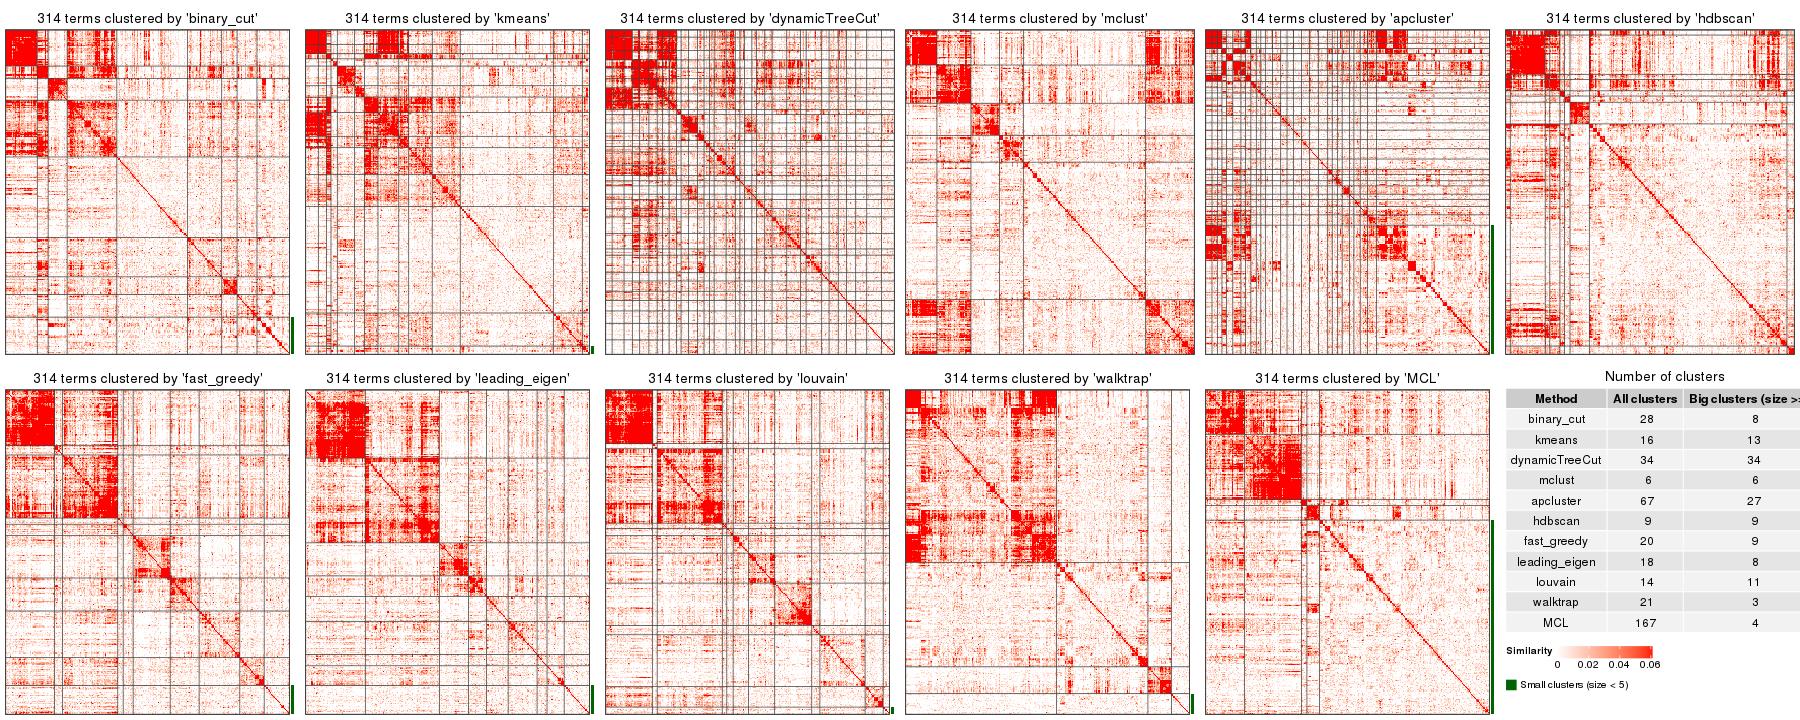 314 terms clustered by 'binary_cut'
314 terms clustered by 'kmeans'
314 terms clustered by 'dynamicTreeCut'
314 terms clustered by 'mclust'
314 terms clustered by 'apcluster'
314 terms clustered by 'hdbscan'
314 terms clustered by 'fast_greedy'
314 terms clustered by 'leading_eigen'
314 terms clustered by 'louvain'
314 terms clustered by 'walktrap'
314 terms clustered by 'MCL'
Number of clusters
Method All clusters Big clusters (size >
binary_cut 28 8
kmeans 16 13
dynamicTreeCut 34 34
mclust 6 6
apcluster 67 27
hdbscan 9 9
fast_greedy 20 9
leading_eigen 18 8
louvain 14 11
walktrap 21 3
MCL 167 4
Similarity
0 0.02 0.04 0.06
Small clusters (size < 5)